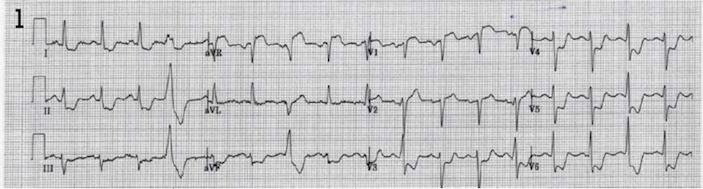 1
I aVR V1 V4
II aVL V2 V5
III aVF V3 V6